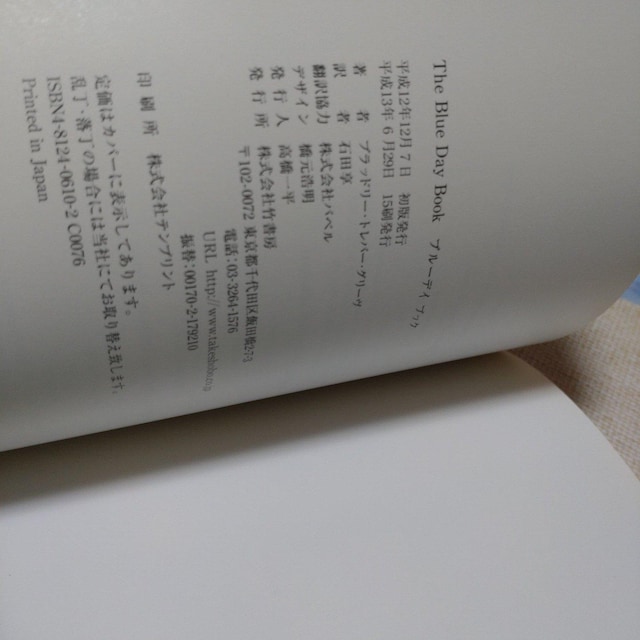 The Blue Day Book ブルーデイブック
平成12年12月7日 初版発行
平成13年6月29日 15刷発行
著 者 ブラッドリー・トレバー・グリーヴ
訳 者 石田享
翻訳協力 株式会社バベル
デザイン 橋元浩明
発行人 高橋一平
発行所 株式会社竹書房
〒102-0072 東京都千代田区飯田橋2-7-3
電話:03-3264-1576
URL http://www.takeshobo.
振替:00170-2-179210
印刷所 株式会社テンプリント
定価はカバーに表示してあります。
乱丁・落丁の場合には当社にてお取り替え致します。
ISBN4-8124-0610-2 C0076
Printed in Japan